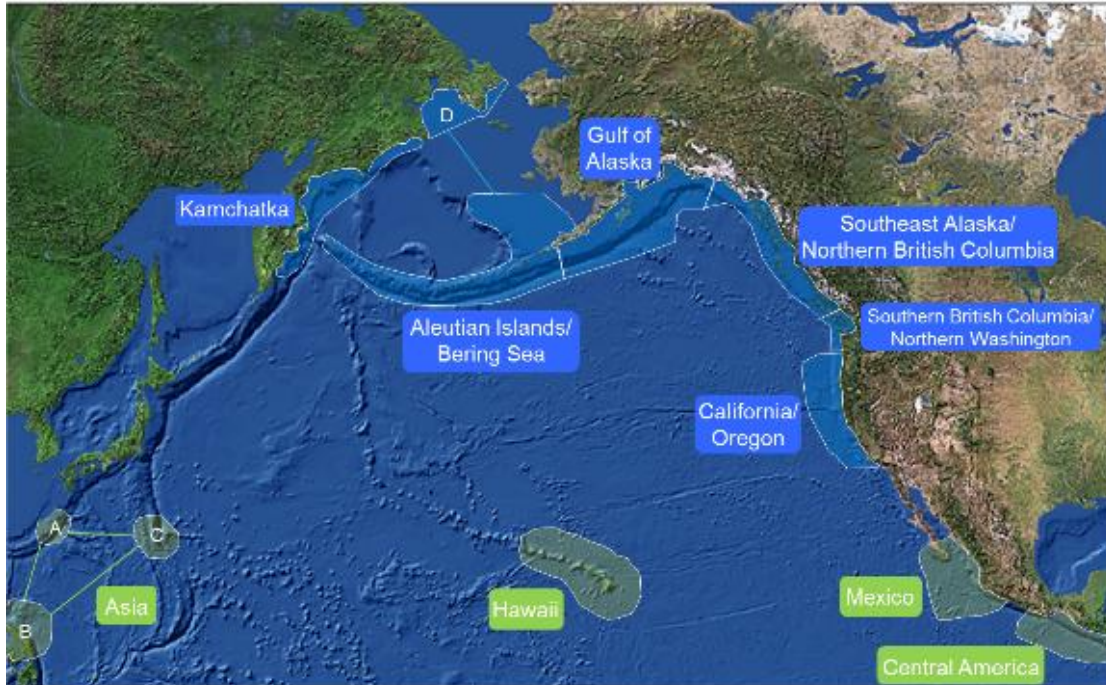 D
Gulf of
Alaska
Kamchatka
Southeast Alaska/
Northern British Columbia
Southern British Columbia/
Northern Washington
Aleutian Islands/
Bering Sea
California/
Oregon
A
C
B
Asia
Hawaii
Mexico
Central America